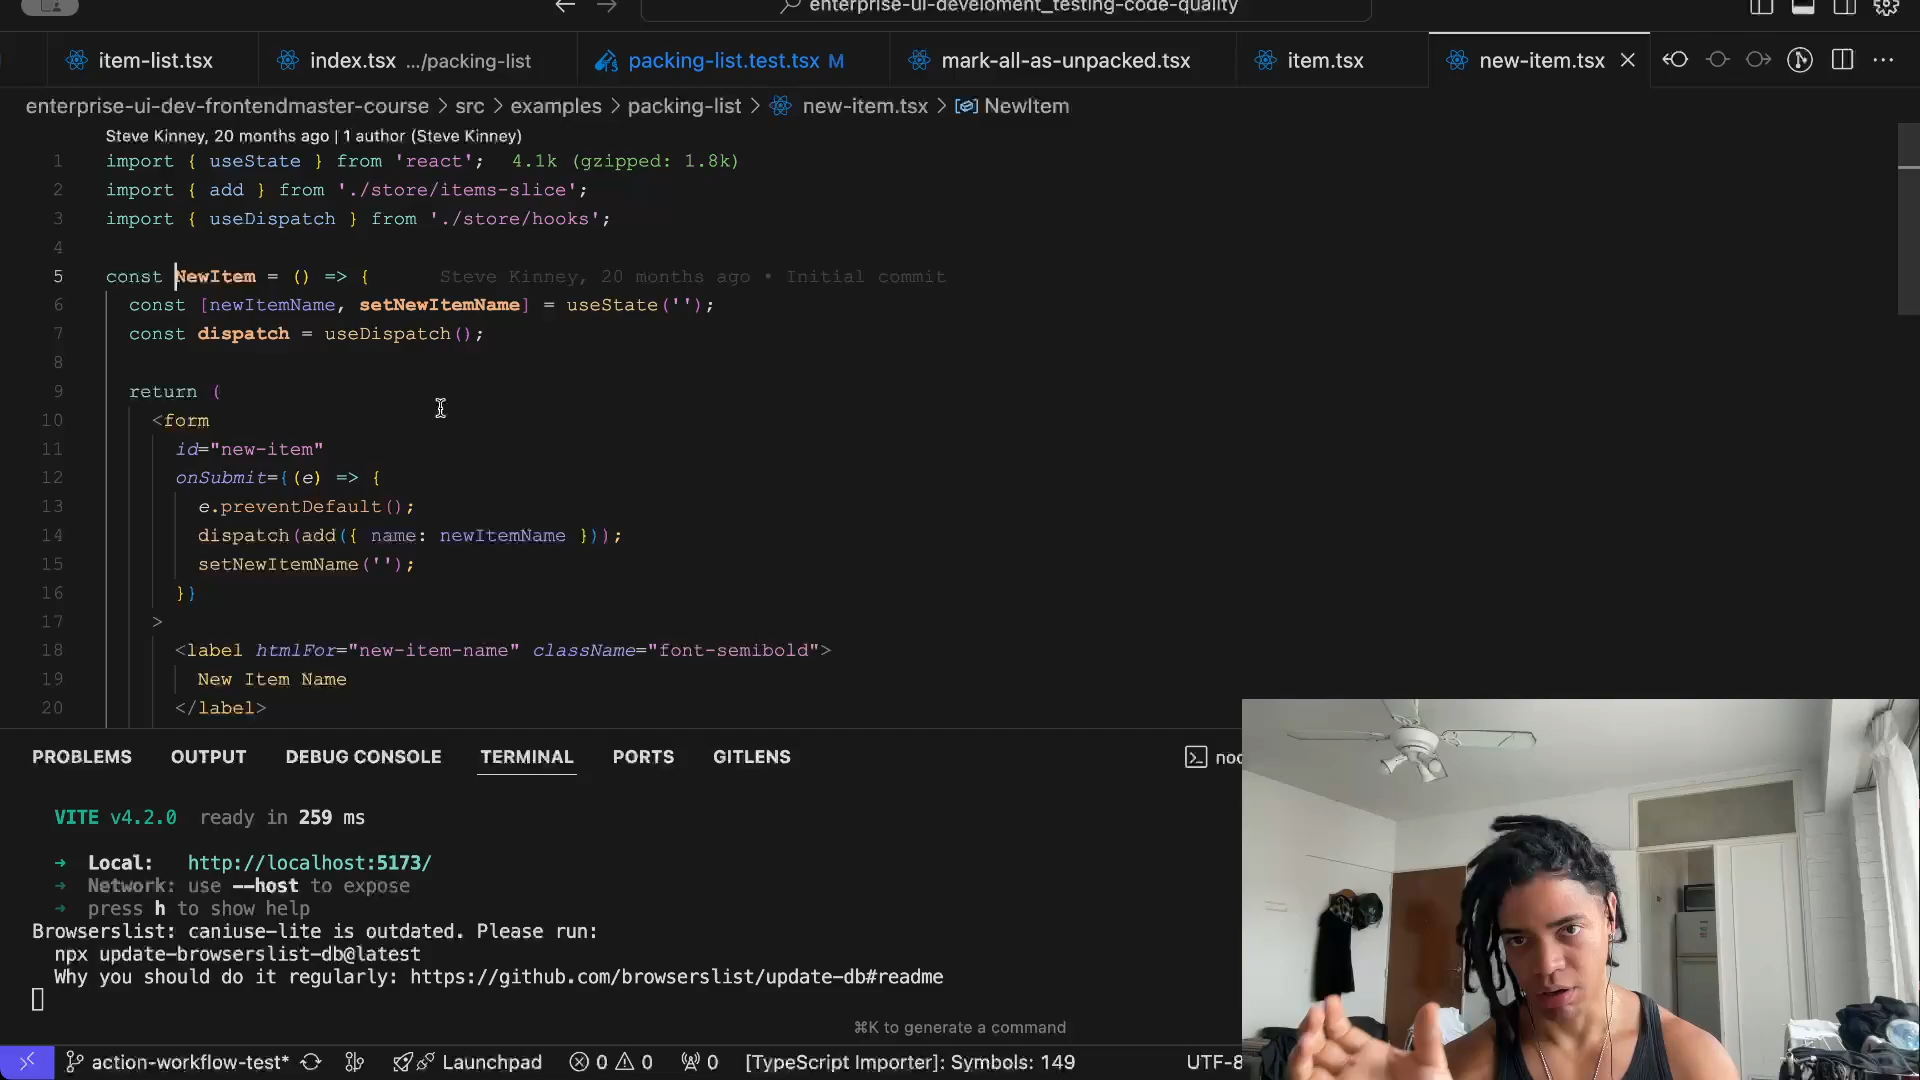 enterprise-ui-develoment_testing-code-quality
item-list.tsx index.tsx .../packing-list packing-list.test.tsx M mark-all-as-unpacked.tsx item.tsx new-item.tsx
enterprise-ui-dev-frontendmaster-course > src > examples > packing-list > new-item.tsx > NewItem
Steve Kinney, 20 months ago | 1 author (Steve Kinney)
1 import { useState } from 'react'; 4.1k (gzipped: 1.8k)
2 import { add } from './store/items-slice';
3 import { useDispatch } from './store/hooks';
4
5 const NewItem = () => { Steve Kinney, 20 months ago • Initial commit
6 const [newItemName, setNewItemName] = useState('');
7 const dispatch = useDispatch();
8
9 return (
10 <form
11 id="new-item"
12 onSubmit={(e) => {
13 e.preventDefault();
14 dispatch(add({ name: newItemName }));
15 setNewItemName('');
16 }}
17 >
18 <label htmlFor="new-item-name" className="font-semibold">
19 New Item Name
20 </label>
PROBLEMS OUTPUT DEBUG CONSOLE TERMINAL PORTS GITLENS
VITE v4.2.0 ready in 259 ms
➜ Local: http://localhost:5173/
➜ Network: use --host to expose
➜ press h to show help
Browserslist: caniuse-lite is outdated. Please run:
npx update-browserslist-db@latest
Why you should do it regularly: https://github.com/browserslist/update-db#readme
⌘K to generate a command
action-workflow-test* Launchpad 0 0 0 [TypeScript Importer]: Symbols: 149